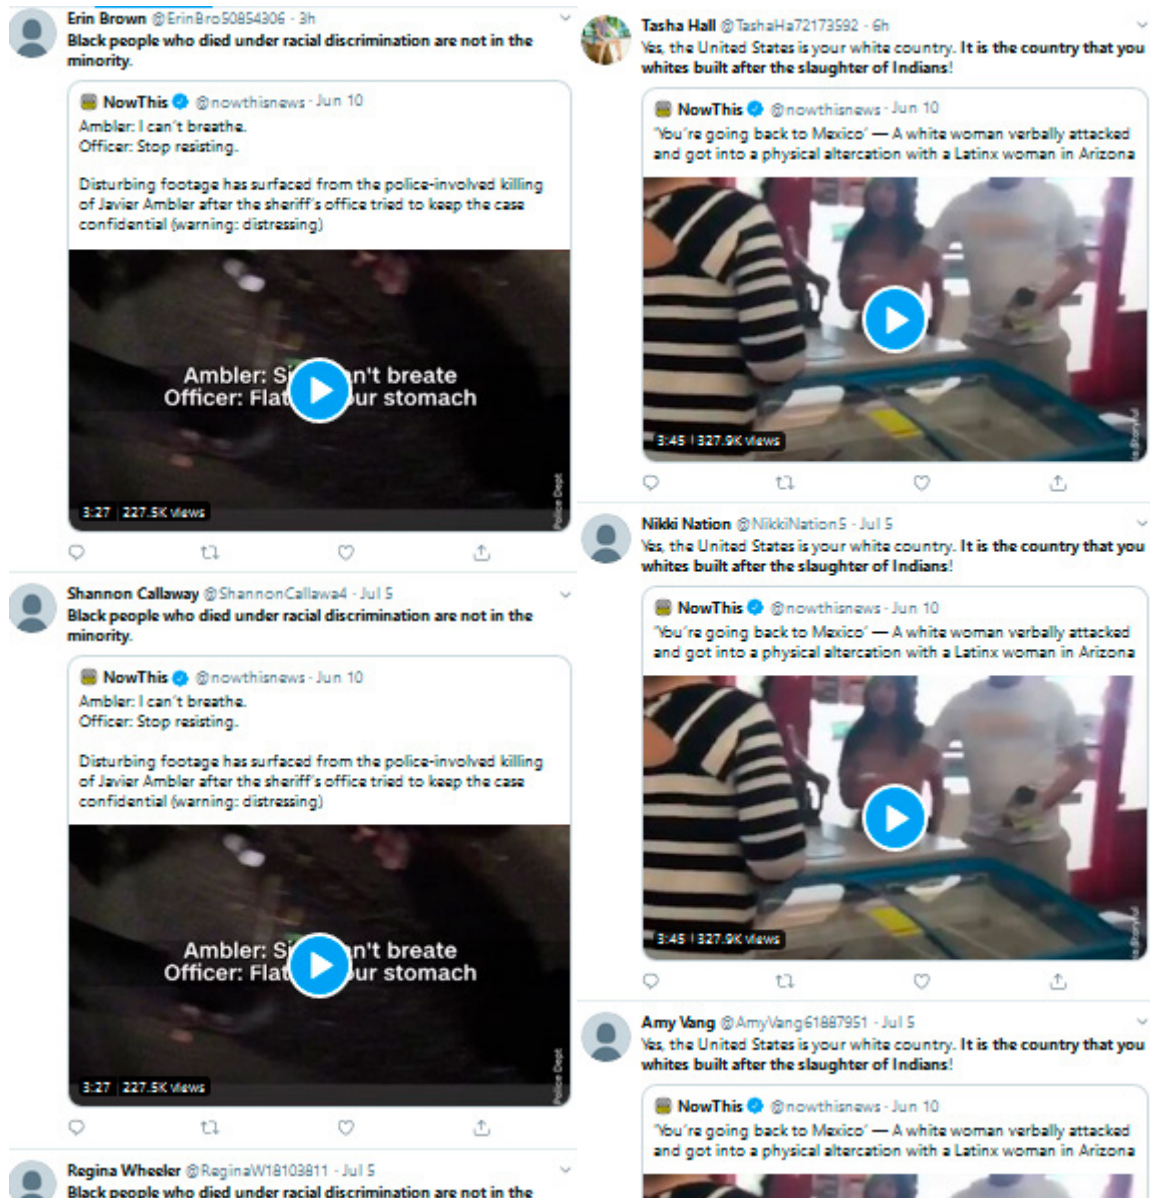 Erin Brown @ErinBro50854306 · 3h
Black people who died under racial discrimination are not in the
minority.
NowThis @nowthisnews · Jun 10
Ambler: I can't breathe.
Officer: Stop resisting.
Disturbing footage has surfaced from the police-involved killing
of Javier Ambler after the sheriff's office tried to keep the case
confidential (warning: distressing)
Ambler: Si n't breate
Officer: Flat ur stomach
Police Dept
3:27 227.5K views
Shannon Callaway @ShannonCallawa4 · Jul 5
Black people who died under racial discrimination are not in the
minority.
NowThis @nowthisnews · Jun 10
Ambler: I can't breathe.
Officer: Stop resisting.
Disturbing footage has surfaced from the police-involved killing
of Javier Ambler after the sheriff's office tried to keep the case
confidential (warning: distressing)
Ambler: Si n't breate
Officer: Flat ur stomach
Police Dept
3:27 227.5K views
Regina Wheeler @ReginaW18103811 · Jul 5
Black people who died under racial discrimination are not in the
Tasha Hall @TashaHa72173592 · 6h
Yes, the United States is your white country. It is the country that you
whites built after the slaughter of Indians!
NowThis @nowthisnews · Jun 10
'You're going back to Mexico' — A white woman verbally attacked
and got into a physical altercation with a Latinx woman in Arizona
3:45 327.9K views
Nikki Nation @NikkiNation5 · Jul 5
Yes, the United States is your white country. It is the country that you
whites built after the slaughter of Indians!
NowThis @nowthisnews · Jun 10
'You're going back to Mexico' — A white woman verbally attacked
and got into a physical altercation with a Latinx woman in Arizona
3:45 327.9K views
Amy Vang @AmyVang61887951 · Jul 5
Yes, the United States is your white country. It is the country that you
whites built after the slaughter of Indians!
NowThis @nowthisnews · Jun 10
'You're going back to Mexico' — A white woman verbally attacked
and got into a physical altercation with a Latinx woman in Arizona